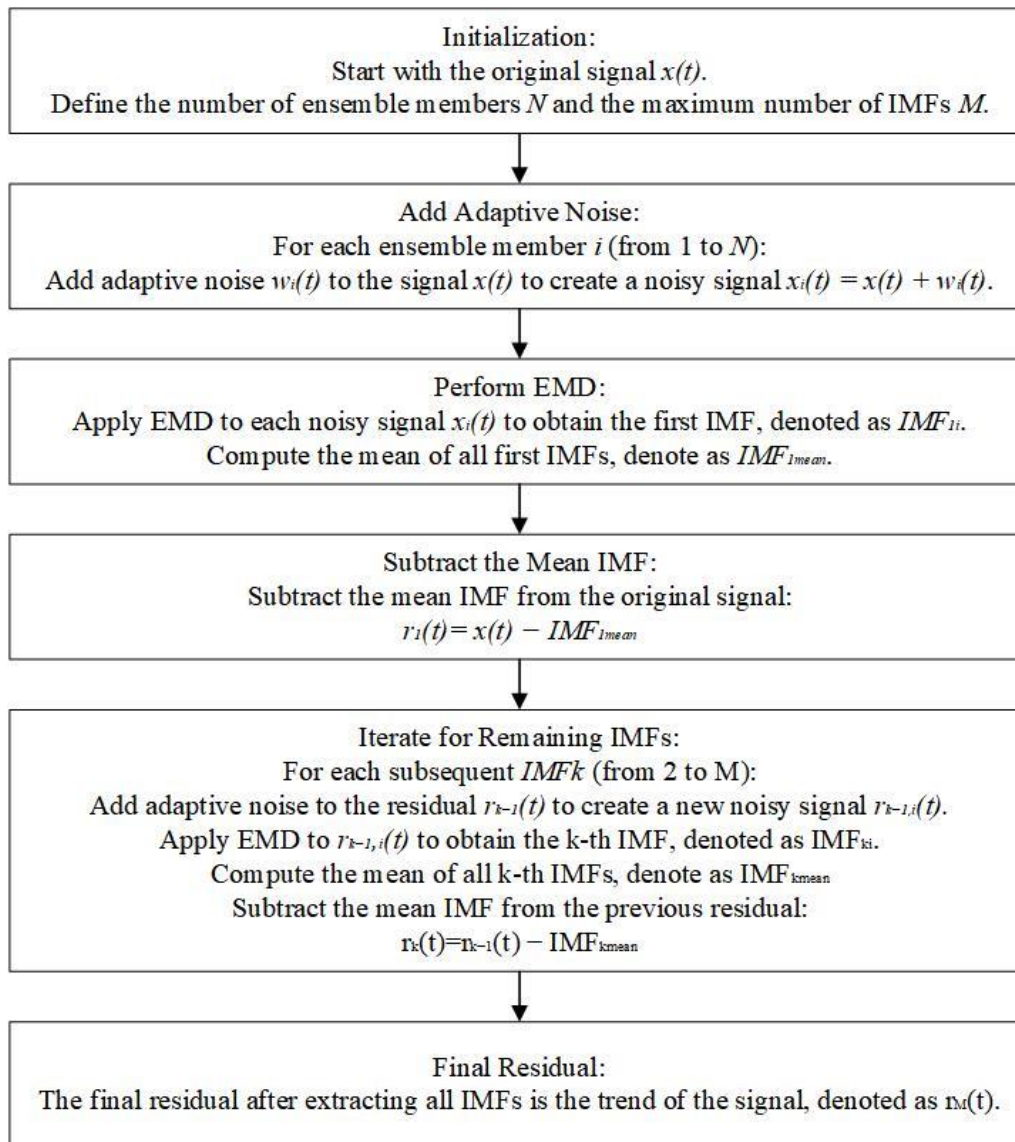 Initialization:
Start with the original signal x(t).
Define the number of ensemble members N and the maximum number of IMFs M.
Add Adaptive Noise:
For each ensemble member i (from 1 to N):
Add adaptive noise wᵢ(t) to the signal x(t) to create a noisy signal xᵢ(t) = x(t) + wᵢ(t).
Perform EMD:
Apply EMD to each noisy signal xᵢ(t) to obtain the first IMF, denoted as IMF₁ᵢ.
Compute the mean of all first IMFs, denote as IMF₁mean.
Subtract the Mean IMF:
Subtract the mean IMF from the original signal:
r₁(t)= x(t) − IMF₁mean
Iterate for Remaining IMFs:
For each subsequent IMFk (from 2 to M):
Add adaptive noise to the residual rₖ₋₁(t) to create a new noisy signal rₖ₋₁,ᵢ(t).
Apply EMD to rₖ₋₁,ᵢ(t) to obtain the k-th IMF, denoted as IMFₖᵢ.
Compute the mean of all k-th IMFs, denote as IMFₖmean
Subtract the mean IMF from the previous residual:
rₖ(t)=rₖ₋₁(t) − IMFₖmean
Final Residual:
The final residual after extracting all IMFs is the trend of the signal, denoted as r_M(t).